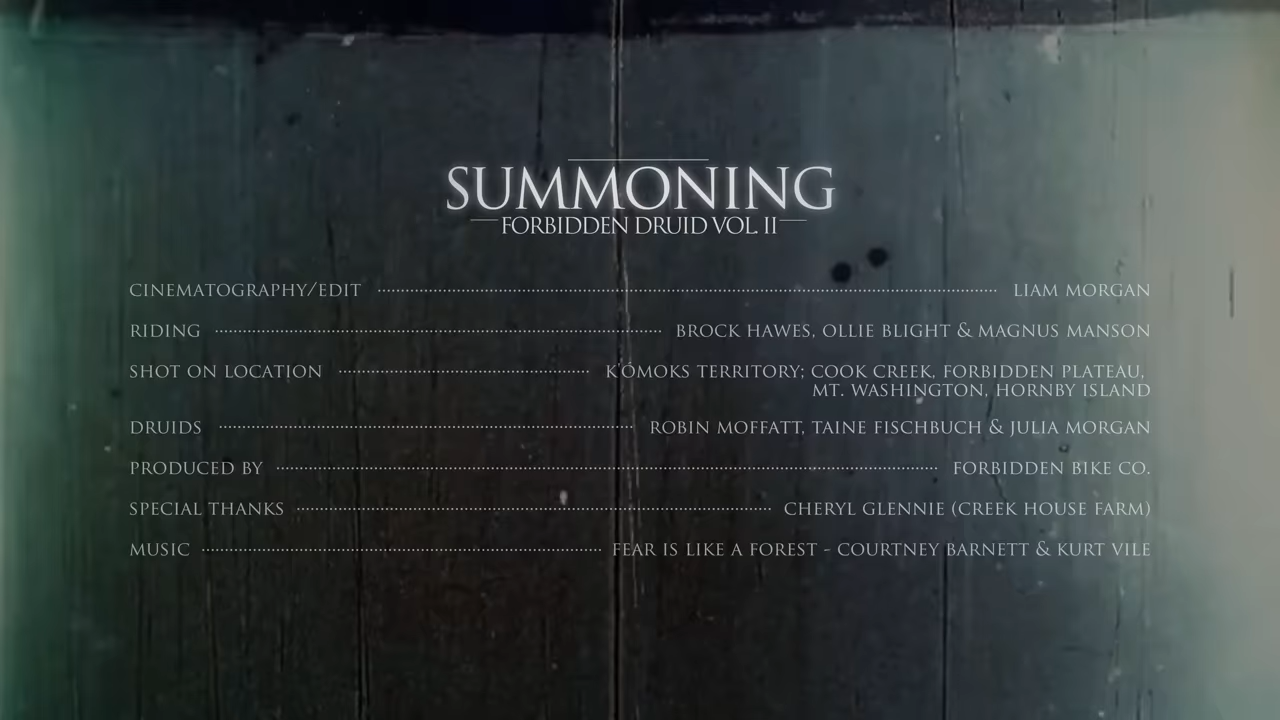 SUMMONING
FORBIDDEN DRUID VOL. II
CINEMATOGRAPHY/EDIT LIAM MORGAN
RIDING BROCK HAWES, OLLIE BLIGHT & MAGNUS MANSON
SHOT ON LOCATION K'ÓMOKS TERRITORY; COOK CREEK, FORBIDDEN PLATEAU,
MT. WASHINGTON, HORNBY ISLAND
DRUIDS ROBIN MOFFATT, TAINE FISCHBUCH & JULIA MORGAN
PRODUCED BY FORBIDDEN BIKE CO.
SPECIAL THANKS CHERYL GLENNIE (CREEK HOUSE FARM)
MUSIC FEAR IS LIKE A FOREST - COURTNEY BARNETT & KURT VILE